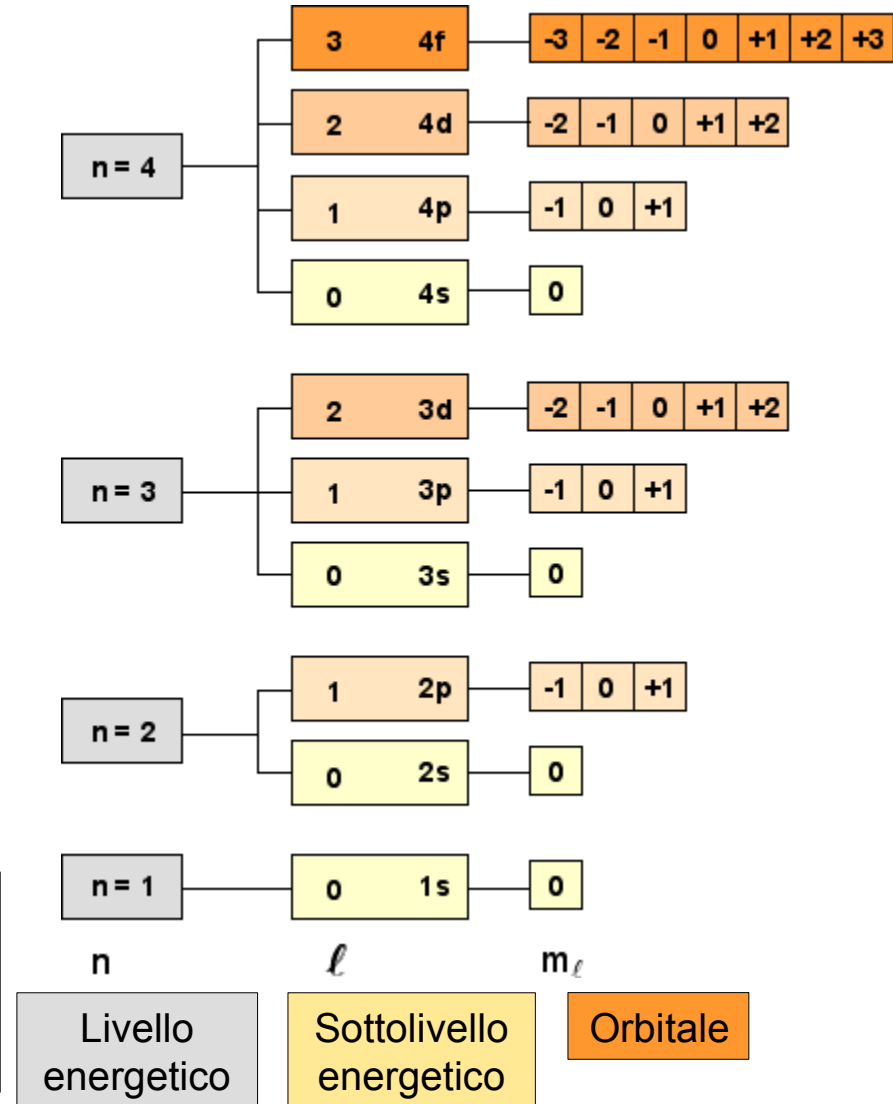 3 4f -3 -2 -1 0 +1 +2 +3
n = 4
2 4d -2 -1 0 +1 +2
1 4p -1 0 +1
0 4s 0
n = 3
2 3d -2 -1 0 +1 +2
1 3p -1 0 +1
0 3s 0
n = 2
1 2p -1 0 +1
0 2s 0
n = 1 0 1s 0
n ℓ mℓ
Livello
energetico
Sottolivello
energetico
Orbitale